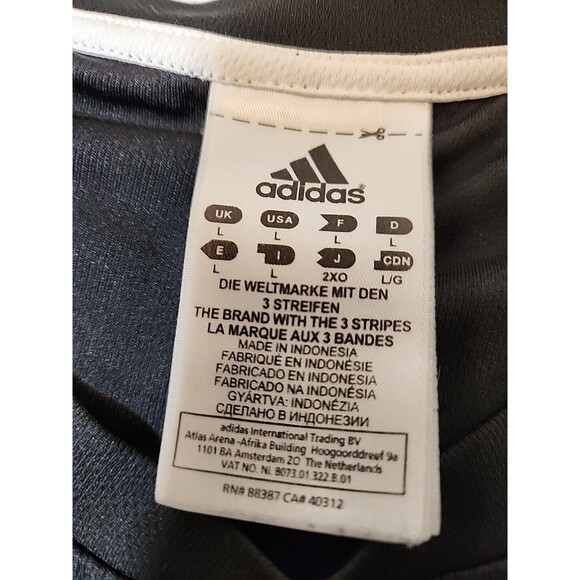 adidas
UK USA F D
L L L L
E I J CDN
L L 2XO L/G
DIE WELTMARKE MIT DEN
3 STREIFEN
THE BRAND WITH THE 3 STRIPES
LA MARQUE AUX 3 BANDES
MADE IN INDONESIA
FABRIQUÉ EN INDONÉSIE
FABRICADO EN INDONESIA
FABRICADO NA INDONÉSIA
GYÁRTVA: INDONÉZIA
СДЕЛАНО В ИНДОНЕЗИИ
adidas International Trading BV
Atlas Arena -Afrika Building Hoogoorddreef 9a
1101 BA Amsterdam ZO The Netherlands
VAT NO. NL 8073.01.322.B.01
RN# 88387 CA# 40312